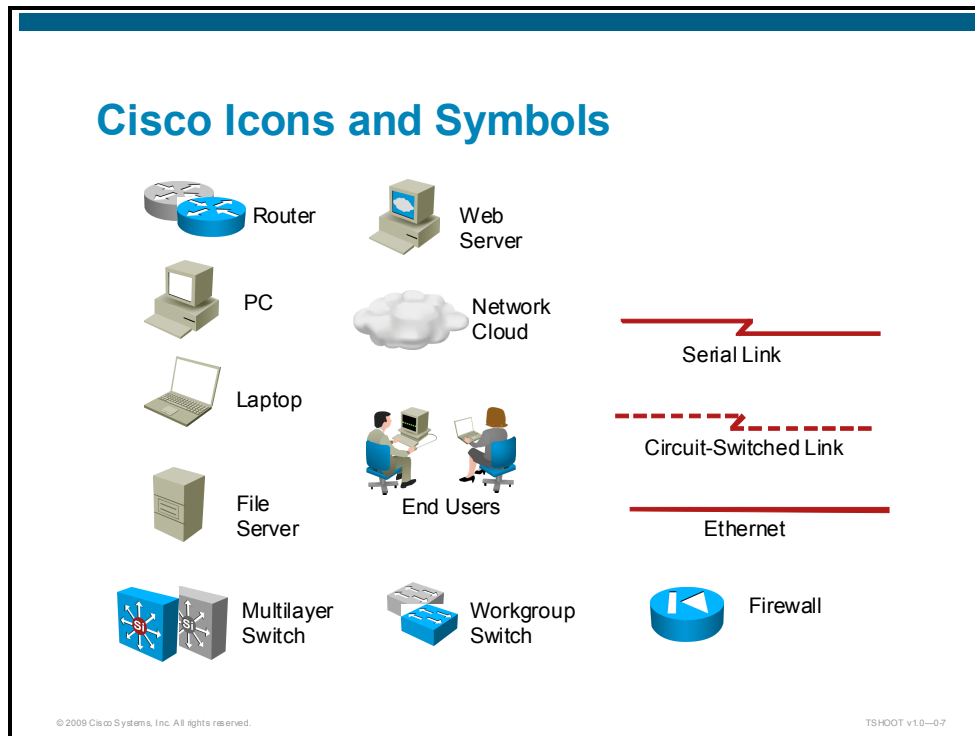 Cisco Icons and Symbols
Router
Web
Server
PC
Network
Cloud
Serial Link
Laptop
Circuit-Switched Link
File
Server
End Users
Ethernet
Si
Si
Multilayer
Switch
Workgroup
Switch
Firewall
© 2009 Cisco Systems, Inc. All rights reserved.
TSHOOT v1.0—0-7